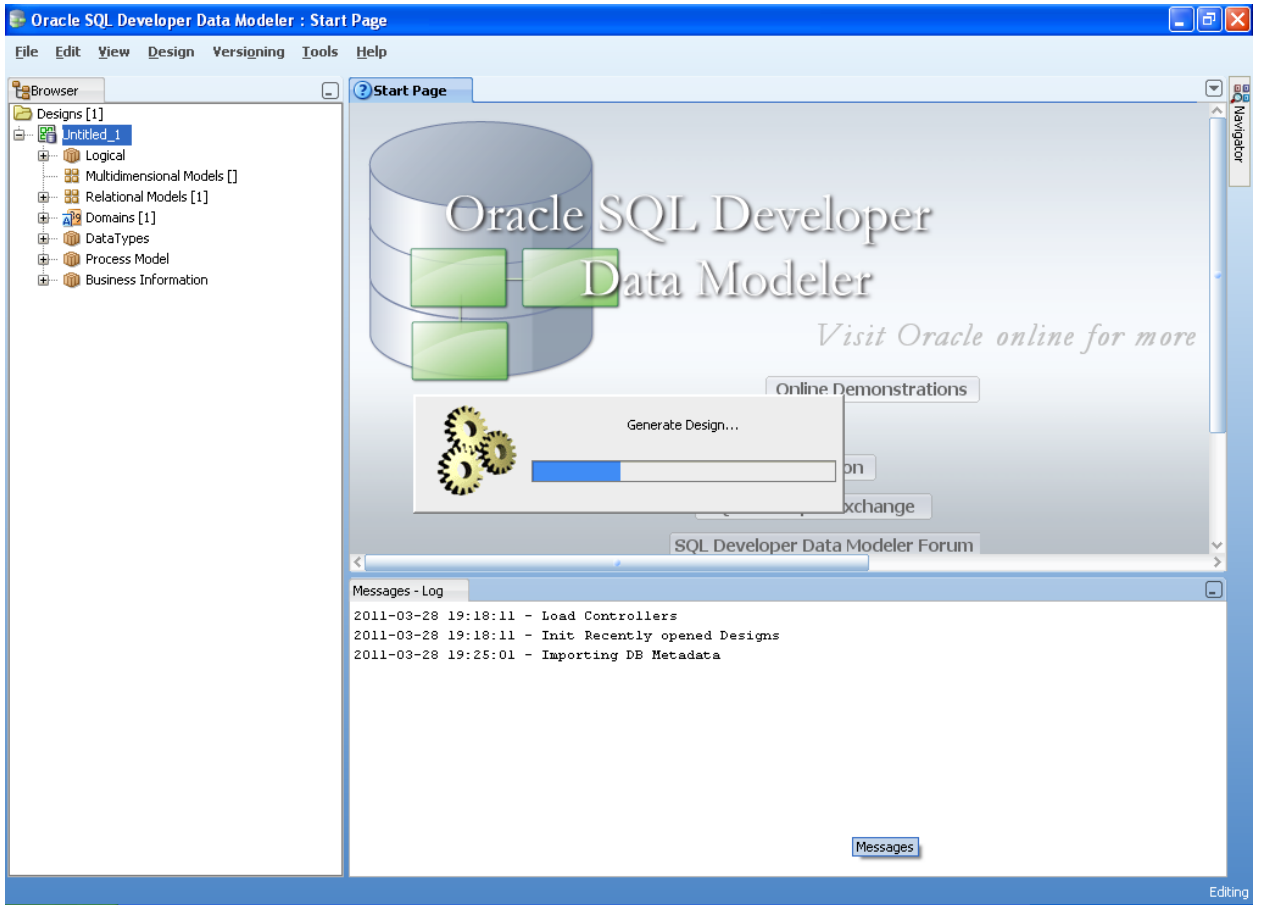 Oracle SQL Developer Data Modeler : Start Page
File Edit View Design Versioning Tools Help
Browser
Designs [1]
Untitled_1
Logical
Multidimensional Models []
Relational Models [1]
Domains [1]
DataTypes
Process Model
Business Information
Start Page
Oracle SQL Developer
Data Modeler
Visit Oracle online for more
Online Demonstrations
Generate Design...
on
xchange
SQL Developer Data Modeler Forum
Messages - Log
2011-03-28 19:18:11 - Load Controllers
2011-03-28 19:18:11 - Init Recently opened Designs
2011-03-28 19:25:01 - Importing DB Metadata
Messages
Navigator
Editing